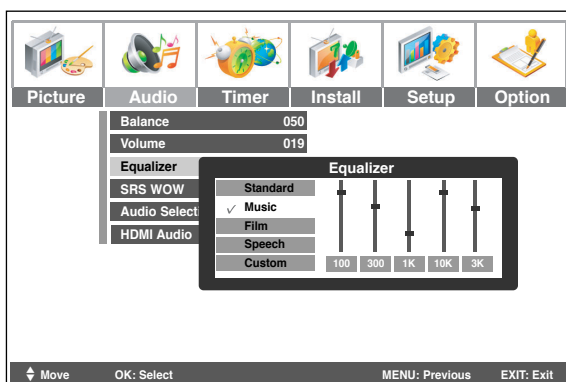 Picture Audio Timer Install Setup Option
Balance 050
Volume 019
Equalizer
SRS WOW
Audio Selecti
HDMI Audio
Equalizer
Standard
✓ Music
Film
Speech
Custom
100 300 1K 10K 3K
Move OK: Select MENU: Previous EXIT: Exit